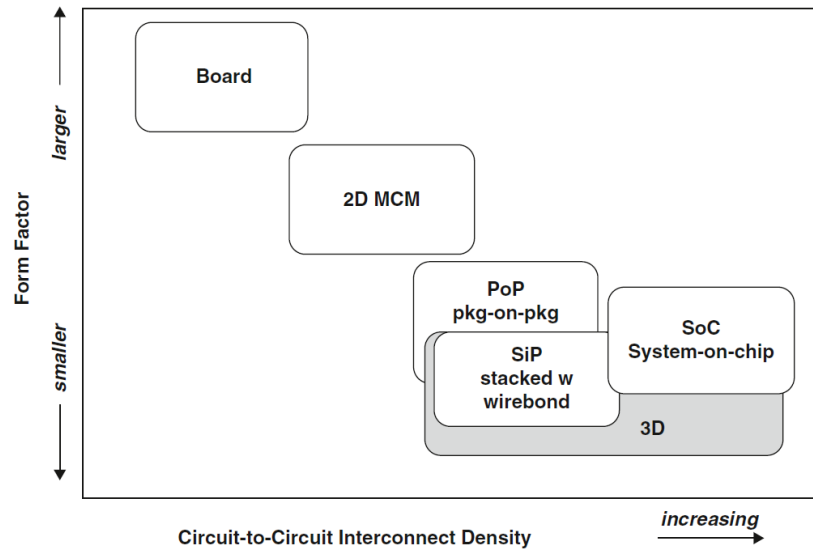 larger
Form Factor
smaller
Board
2D MCM
PoP
pkg-on-pkg
SoC
System-on-chip
SiP
stacked w
wirebond
3D
Circuit-to-Circuit Interconnect Density
increasing